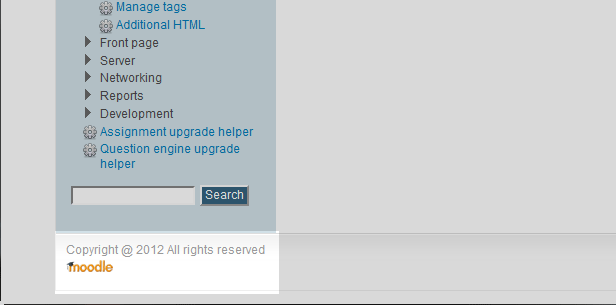 Manage tags
Additional HTML
Front page
Server
Networking
Reports
Development
Assignment upgrade helper
Question engine upgrade
helper
Search
Copyright @ 2012 All rights reserved
moodle